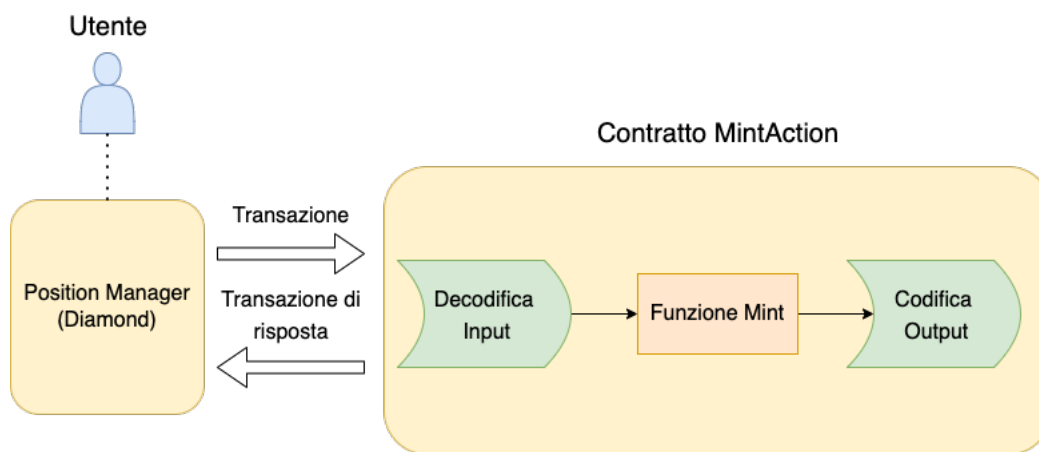 Utente
Contratto MintAction
Transazione
Position Manager
(Diamond)
Transazione di
risposta
Decodifica
Input
Funzione Mint
Codifica
Output